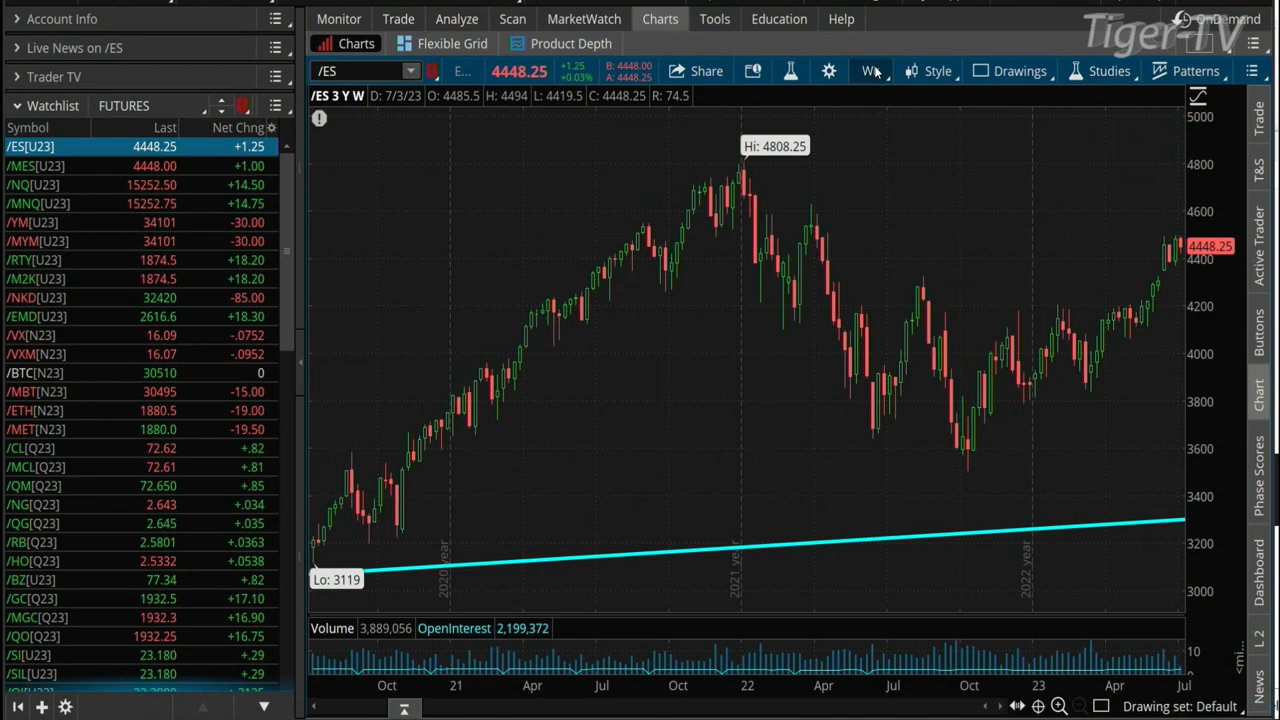 Account Info
Live News on /ES
Trader TV
Watchlist FUTURES
Symbol Last Net Chng
/ES[U23] 4448.25 +1.25
/MES[U23] 4448.00 +1.00
/NQ[U23] 15252.50 +14.50
/MNQ[U23] 15252.75 +14.75
/YM[U23] 34101 -30.00
/MYM[U23] 34101 -30.00
/RTY[U23] 1874.5 +18.20
/M2K[U23] 1874.5 +18.20
/NKD[U23] 32420 -85.00
/EMD[U23] 2616.6 +18.30
/VX[N23] 16.09 -.0752
/VXM[N23] 16.07 -.0952
/BTC[N23] 30510 0
/MBT[N23] 30495 -15.00
/ETH[N23] 1880.5 -19.00
/MET[N23] 1880.0 -19.50
/CL[Q23] 72.62 +.82
/MCL[Q23] 72.61 +.81
/QM[Q23] 72.650 +.85
/NG[Q23] 2.643 +.034
/QG[Q23] 2.645 +.035
/RB[Q23] 2.5801 +.0363
/HO[Q23] 2.5332 +.0538
/BZ[U23] 77.34 +.82
/GC[Q23] 1932.5 +17.10
/MGC[Q23] 1932.3 +16.90
/QO[Q23] 1932.25 +16.75
/SI[U23] 23.180 +.29
/SIL[U23] 23.174 +.29
Monitor Trade Analyze Scan MarketWatch Charts Tools Education Help
Tiger-TV
OnDemand
Charts Flexible Grid Product Depth
/ES E... 4448.25 +1.25 +0.03% B: 4448.00 A: 4448.25 Share W Style Drawings Studies Patterns
/ES 3 Y W D: 7/3/23 O: 4485.5 H: 4494 L: 4419.5 C: 4448.25 R: 74.5
5000
Hi: 4808.25
4800
4600
4448.25
4400
4200
4000
3800
3600
3400
3200
Lo: 3119
3000
2020 year
2021 year
2022 year
Volume 3,889,056 OpenInterest 2,199,372
10
<mi...
Oct 21 Apr Jul Oct 22 Apr Jul Oct 23 Apr Jul
Drawing set: Default
Trade
T&S
Active Trader
Buttons
Chart
Phase Scores
Dashboard
L 2
News